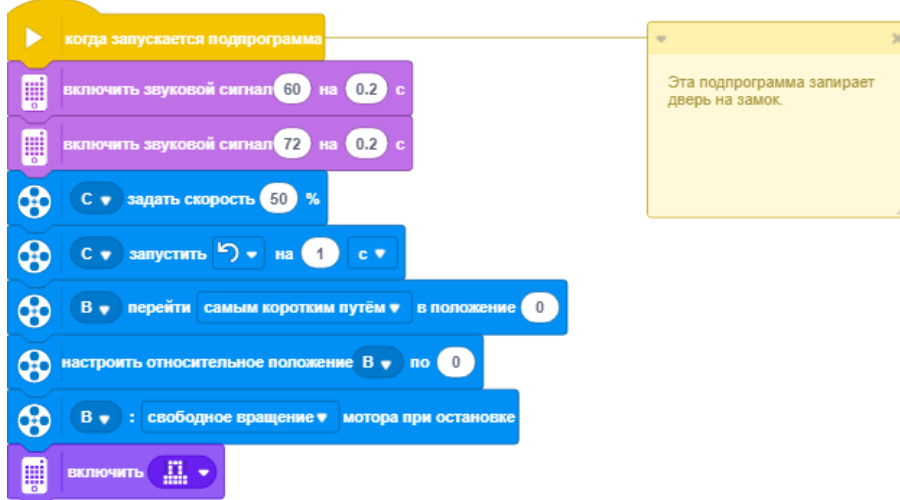 когда запускается подпрограмма
Эта подпрограмма запирает
дверь на замок.
включить звуковой сигнал 60 на 0.2 с
включить звуковой сигнал 72 на 0.2 с
C задать скорость 50 %
C запустить на 1 с
B перейти самым коротким путём в положение 0
настроить относительное положение B по 0
B : свободное вращение мотора при остановке
включить